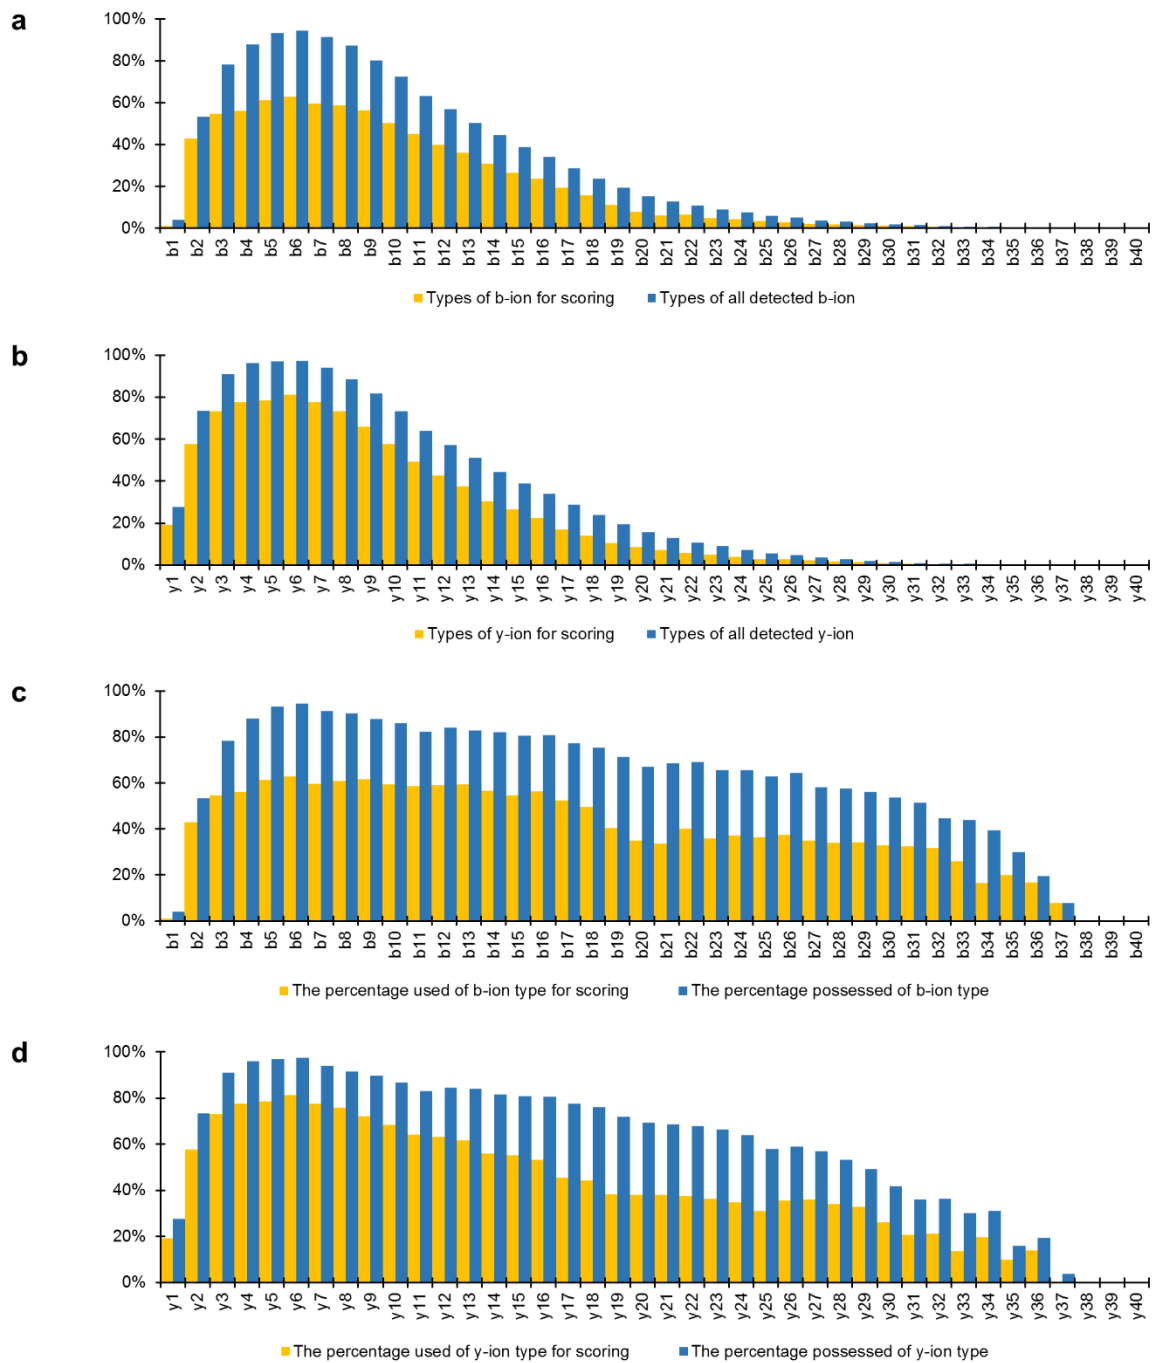 a
100%
80%
60%
40%
20%
0%
b1 b2 b3 b4 b5 b6 b7 b8 b9 b10 b11 b12 b13 b14 b15 b16 b17 b18 b19 b20 b21 b22 b23 b24 b25 b26 b27 b28 b29 b30 b31 b32 b33 b34 b35 b36 b37 b38 b39 b40
Types of b-ion for scoring Types of all detected b-ion
b
100%
80%
60%
40%
20%
0%
y1 y2 y3 y4 y5 y6 y7 y8 y9 y10 y11 y12 y13 y14 y15 y16 y17 y18 y19 y20 y21 y22 y23 y24 y25 y26 y27 y28 y29 y30 y31 y32 y33 y34 y35 y36 y37 y38 y39 y40
Types of y-ion for scoring Types of all detected y-ion
c
100%
80%
60%
40%
20%
0%
b1 b2 b3 b4 b5 b6 b7 b8 b9 b10 b11 b12 b13 b14 b15 b16 b17 b18 b19 b20 b21 b22 b23 b24 b25 b26 b27 b28 b29 b30 b31 b32 b33 b34 b35 b36 b37 b38 b39 b40
The percentage used of b-ion type for scoring The percentage possessed of b-ion type
d
100%
80%
60%
40%
20%
0%
y1 y2 y3 y4 y5 y6 y7 y8 y9 y10 y11 y12 y13 y14 y15 y16 y17 y18 y19 y20 y21 y22 y23 y24 y25 y26 y27 y28 y29 y30 y31 y32 y33 y34 y35 y36 y37 y38 y39 y40
The percentage used of y-ion type for scoring The percentage possessed of y-ion type